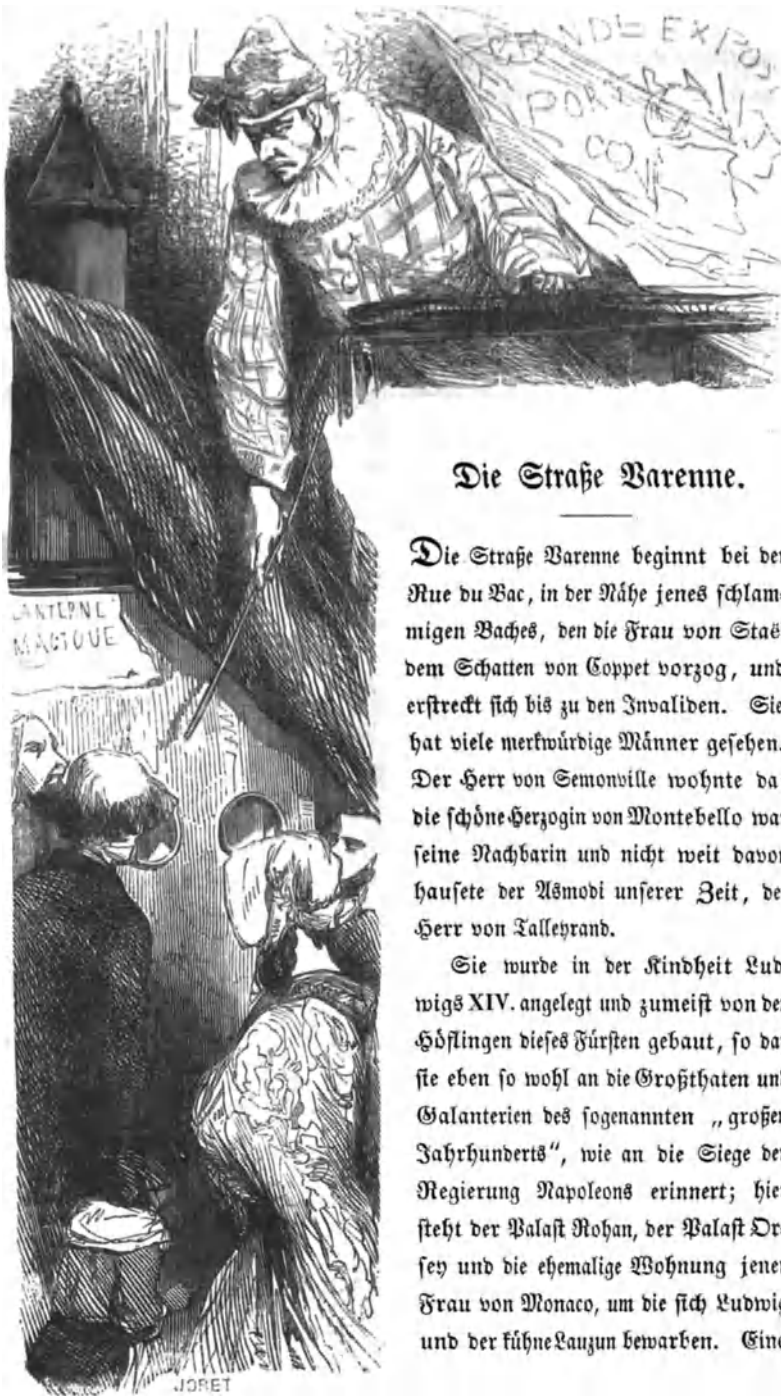 GRANDE EXPOS
PORTRAITS
LANTERNE
MAGIQUE
Die Straße Varenne.
Die Straße Varenne beginnt bei der
Rue du Bac, in der Nähe jenes schlam-
migen Baches, den die Frau von Staë
dem Schatten von Coppet vorzog, und
erstreckt sich bis zu den Invaliden. Sie
hat viele merkwürdige Männer gesehen.
Der Herr von Semonville wohnte da
die schöne Herzogin von Montebello war
seine Nachbarin und nicht weit davon
hausete der Asmodi unserer Zeit, de
Herr von Talleyrand.
Sie wurde in der Kindheit Lud
wigs XIV. angelegt und zumeist von de
Höflingen dieses Fürsten gebaut, so da
sie eben so wohl an die Großthaten und
Galanterien des sogenannten „großen
Jahrhunderts“, wie an die Siege der
Regierung Napoleons erinnert; hie
steht der Palast Rohan, der Palast Or
sey und die ehemalige Wohnung jener
Frau von Monaco, um die sich Ludwig
und der kühne Lauzun bewarben. Eine
JORET